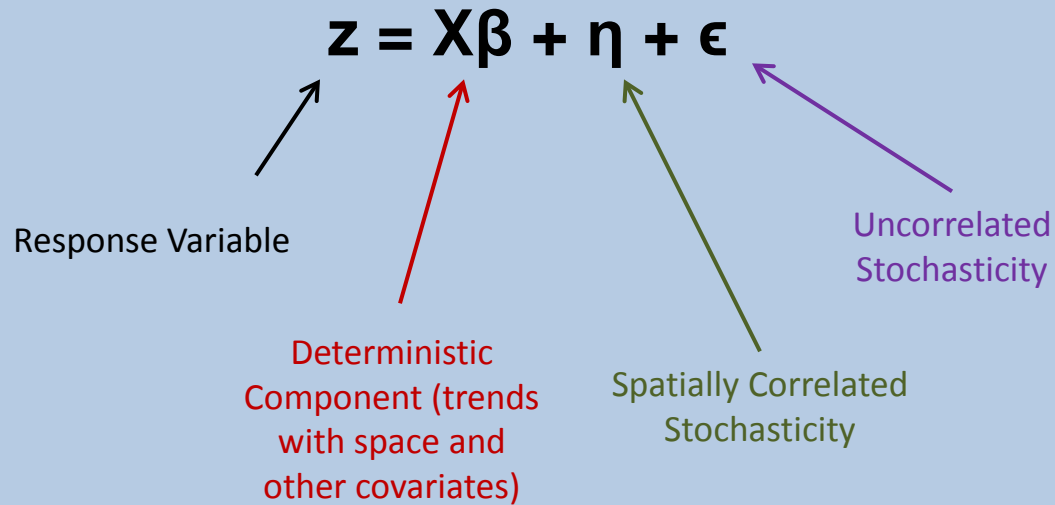 z = Xβ + η + ϵ
Response Variable
Uncorrelated
Stochasticity
Deterministic
Component (trends
with space and
other covariates)
Spatially Correlated
Stochasticity